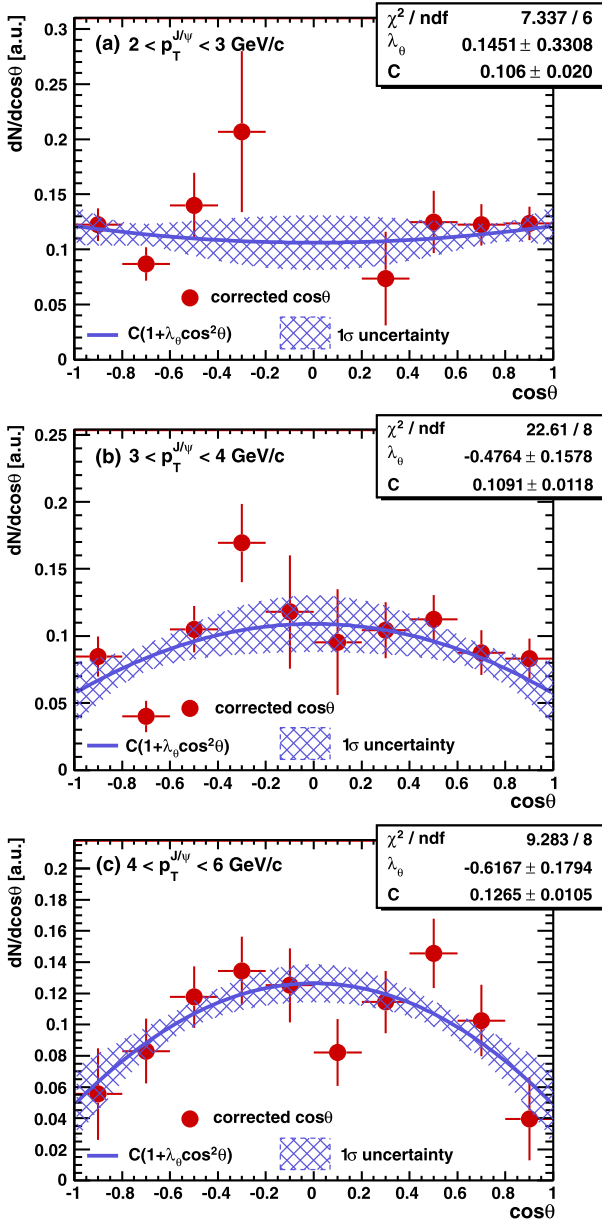 (a) 2 < p_T^{J/ψ} < 3 GeV/c
χ² / ndf 7.337 / 6
λ_θ 0.1451 ± 0.3308
C 0.106 ± 0.020
dN/dcosθ [a.u.]
0.3
0.25
0.2
0.15
0.1
0.05
0
corrected cosθ
C(1+λ_θcos²θ)
1σ uncertainty
-1 -0.8 -0.6 -0.4 -0.2 0 0.2 0.4 0.6 0.8 1
cosθ
(b) 3 < p_T^{J/ψ} < 4 GeV/c
χ² / ndf 22.61 / 8
λ_θ -0.4764 ± 0.1578
C 0.1091 ± 0.0118
dN/dcosθ [a.u.]
0.25
0.2
0.15
0.1
0.05
0
corrected cosθ
C(1+λ_θcos²θ)
1σ uncertainty
-1 -0.8 -0.6 -0.4 -0.2 0 0.2 0.4 0.6 0.8 1
cosθ
(c) 4 < p_T^{J/ψ} < 6 GeV/c
χ² / ndf 9.283 / 8
λ_θ -0.6167 ± 0.1794
C 0.1265 ± 0.0105
dN/dcosθ [a.u.]
0.2
0.18
0.16
0.14
0.12
0.1
0.08
0.06
0.04
0.02
0
corrected cosθ
C(1+λ_θcos²θ)
1σ uncertainty
-1 -0.8 -0.6 -0.4 -0.2 0 0.2 0.4 0.6 0.8 1
cosθ